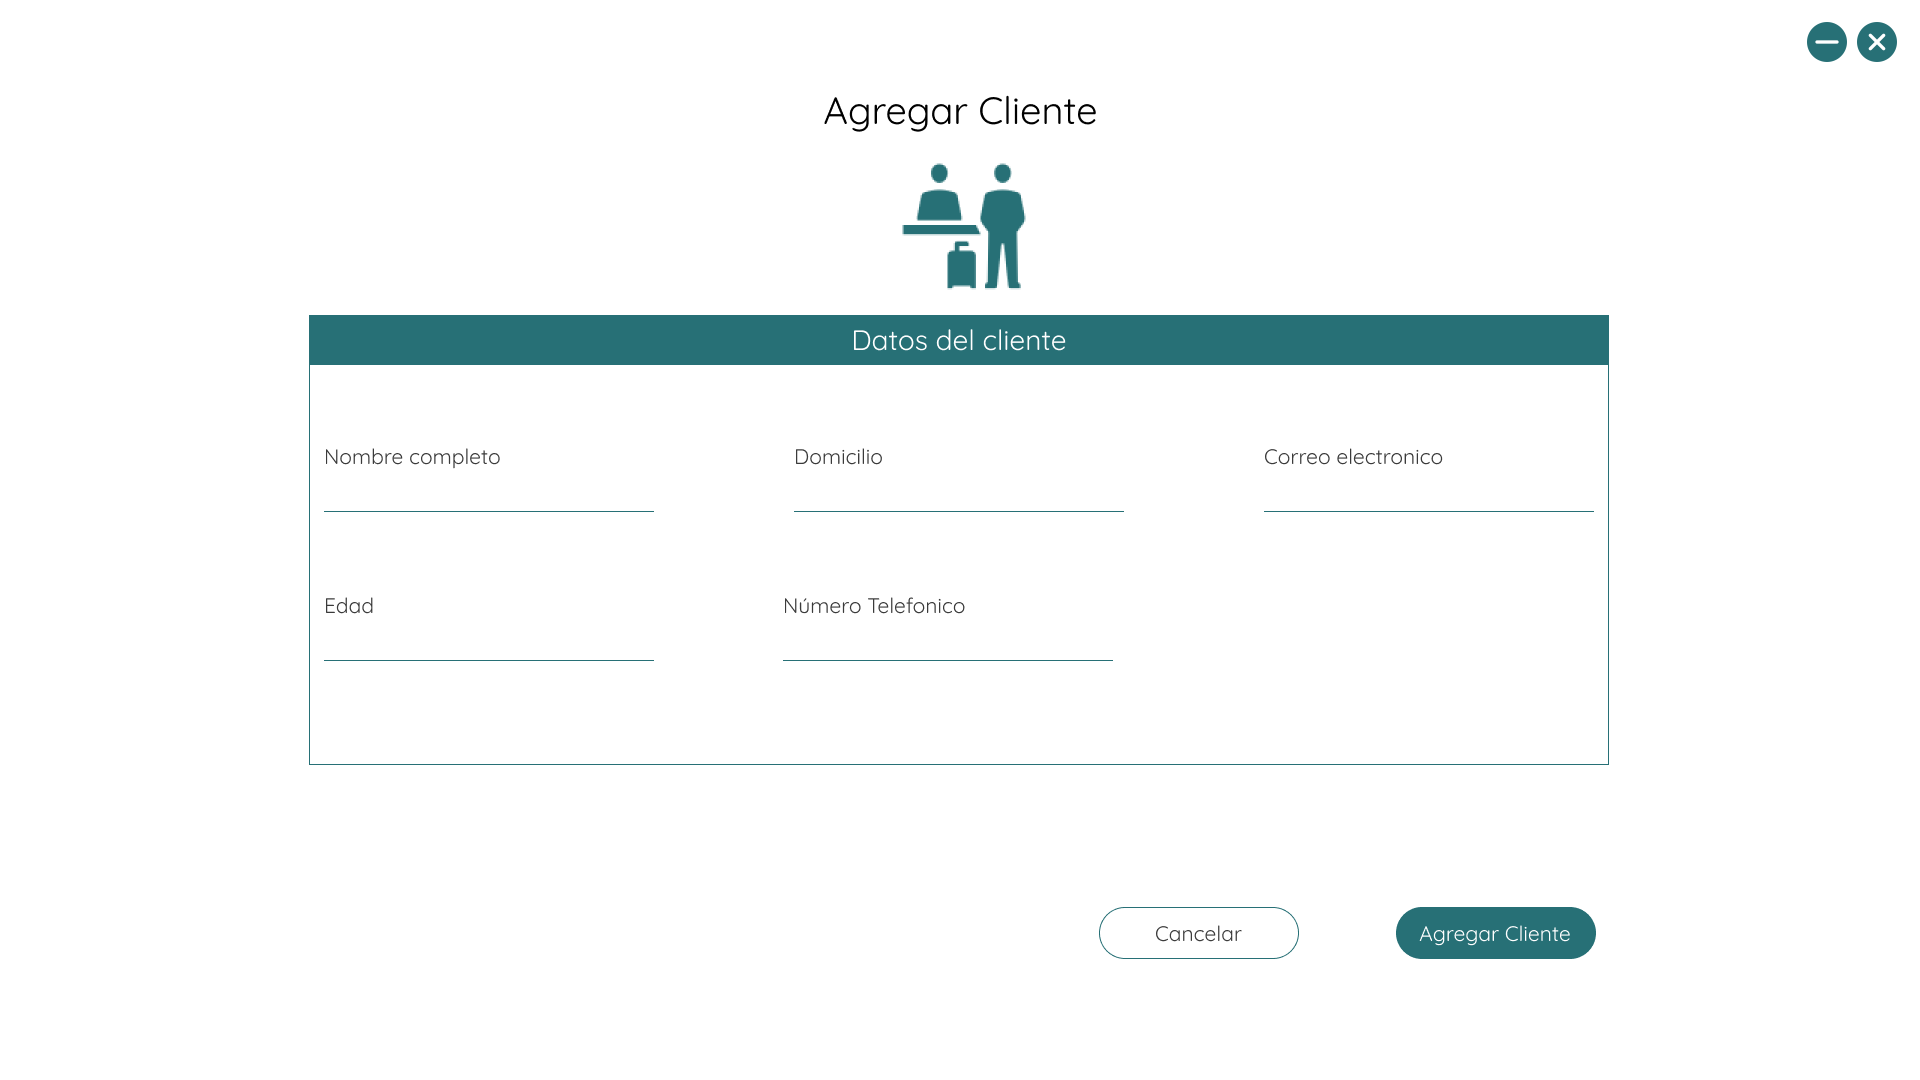 Agregar Cliente
Datos del cliente
Nombre completo
Domicilio
Correo electronico
Edad
Número Telefonico
Cancelar
Agregar Cliente